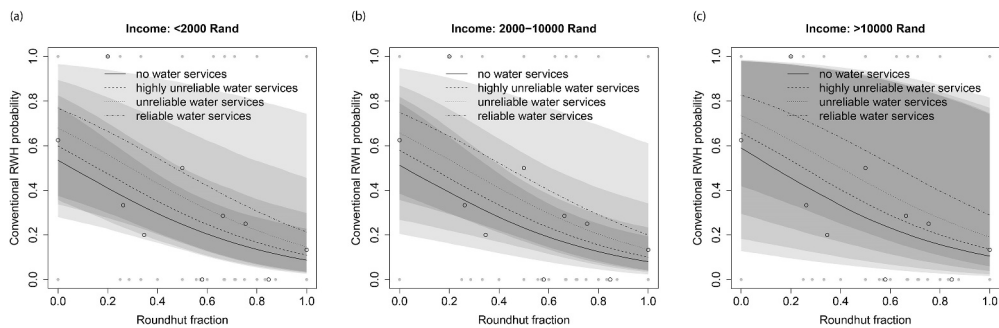 (a)
Income: <2000 Rand
Conventional RWH probability
1.0
0.8
0.6
0.4
0.2
0.0
no water services
highly unreliable water services
unreliable water services
reliable water services
0.0 0.2 0.4 0.6 0.8 1.0
Roundhut fraction
(b)
Income: 2000−10000 Rand
Conventional RWH probability
1.0
0.8
0.6
0.4
0.2
0.0
no water services
highly unreliable water services
unreliable water services
reliable water services
0.0 0.2 0.4 0.6 0.8 1.0
Roundhut fraction
(c)
Income: >10000 Rand
Conventional RWH probability
1.0
0.8
0.6
0.4
0.2
0.0
no water services
highly unreliable water services
unreliable water services
reliable water services
0.0 0.2 0.4 0.6 0.8 1.0
Roundhut fraction